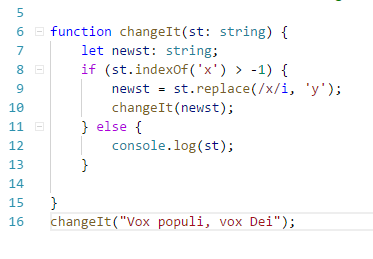 5
6 function changeIt(st: string) {
7     let newst: string;
8     if (st.indexOf('x') > -1) {
9         newst = st.replace(/x/i, 'y');
10         changeIt(newst);
11     } else {
12         console.log(st);
13     }
14
15 }
16 changeIt("Vox populi, vox Dei");